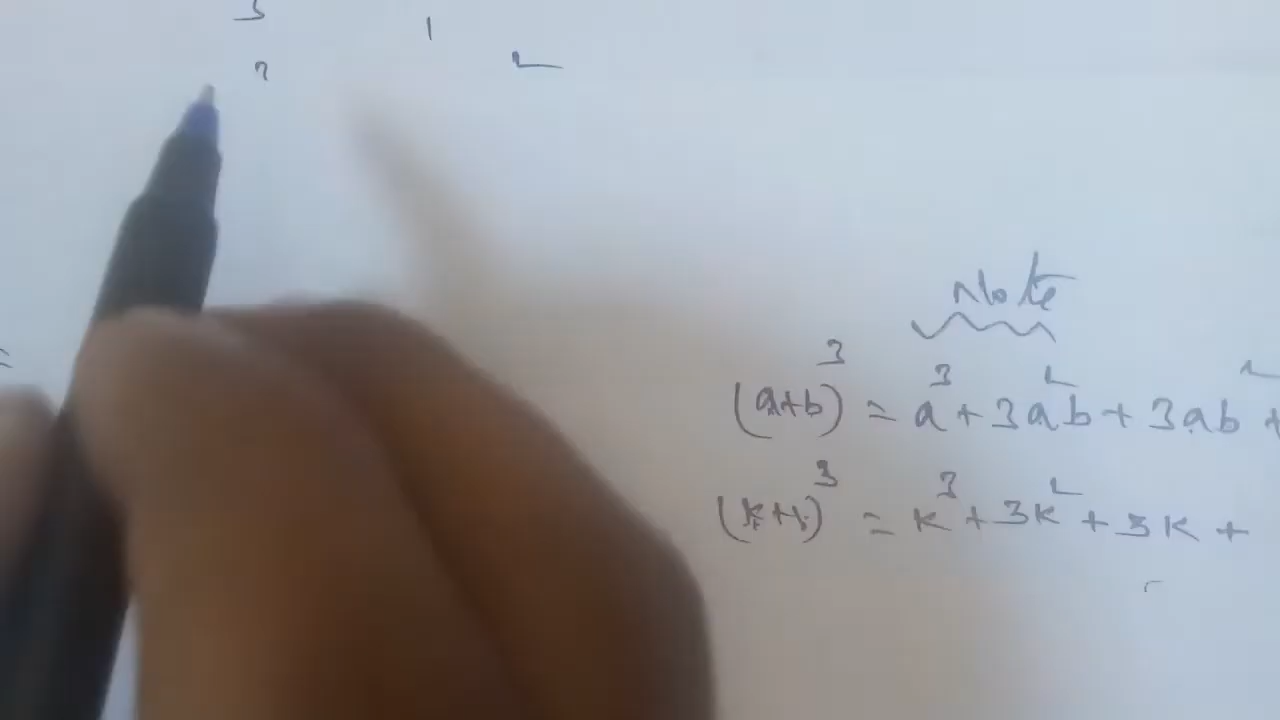 Note
(a+b)³ = a³ + 3a²b + 3ab² +
(k+1)³ = k³ + 3k² + 3k +